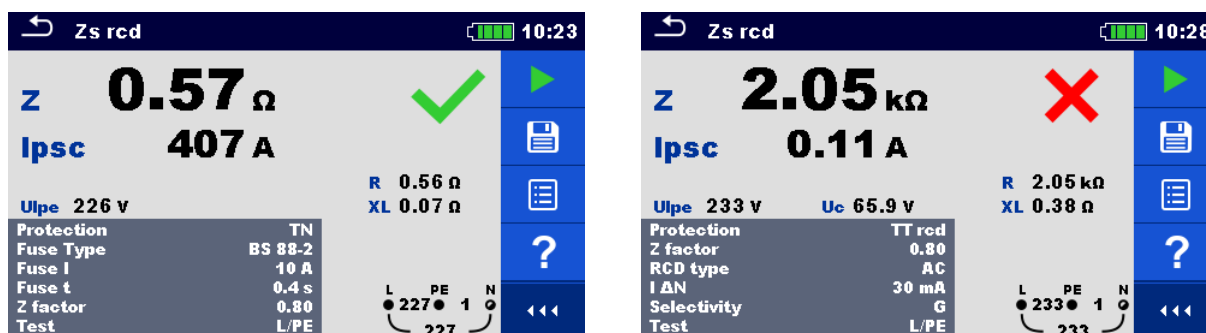 Zs rcd 10:23
Z 0.57 Ω
Ipsc 407 A
R 0.56 Ω
Ulpe 226 V XL 0.07 Ω
Protection TN
Fuse Type BS 88-2
Fuse I 10 A
Fuse t 0.4 s
Z factor 0.80
Test L/PE
?
L PE N
227 1
227
Zs rcd 10:28
Z 2.05 kΩ
Ipsc 0.11 A
R 2.05 kΩ
Ulpe 233 V Uc 65.9 V XL 0.38 Ω
Protection TT rcd
Z factor 0.80
RCD type AC
I ΔN 30 mA
Selectivity G
Test L/PE
?
L PE N
233 1
233